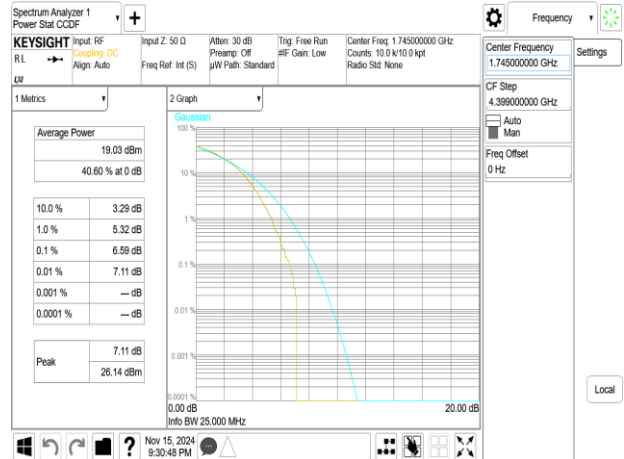 Spectrum Analyzer 1
Power Stat CCDF
+
Frequency
KEYSIGHT
RL
LXI
Input: RF
Coupling: DC
Align: Auto
Input Z: 50 Ω
Freq Ref: Int (S)
Atten: 30 dB
Preamp: Off
µW Path: Standard
Trig: Free Run
#IF Gain: Low
Center Freq: 1.745000000 GHz
Counts: 10.0 k/10.0 kpt
Radio Std: None
Center Frequency
1.745000000 GHz
Settings
CF Step
4.399000000 GHz
Auto
Man
Freq Offset
0 Hz
1 Metrics
Average Power
19.03 dBm
40.60 % at 0 dB
10.0 % 3.29 dB
1.0 % 5.32 dB
0.1 % 6.59 dB
0.01 % 7.11 dB
0.001 % --- dB
0.0001 % --- dB
Peak 7.11 dB
26.14 dBm
2 Graph
Gaussian
100 %
10 %
1 %
0.1 %
0.01 %
0.001 %
0.0001 %
0.00 dB 20.00 dB
Info BW 25.000 MHz
Local
?
Nov 15, 2024
9:30:48 PM